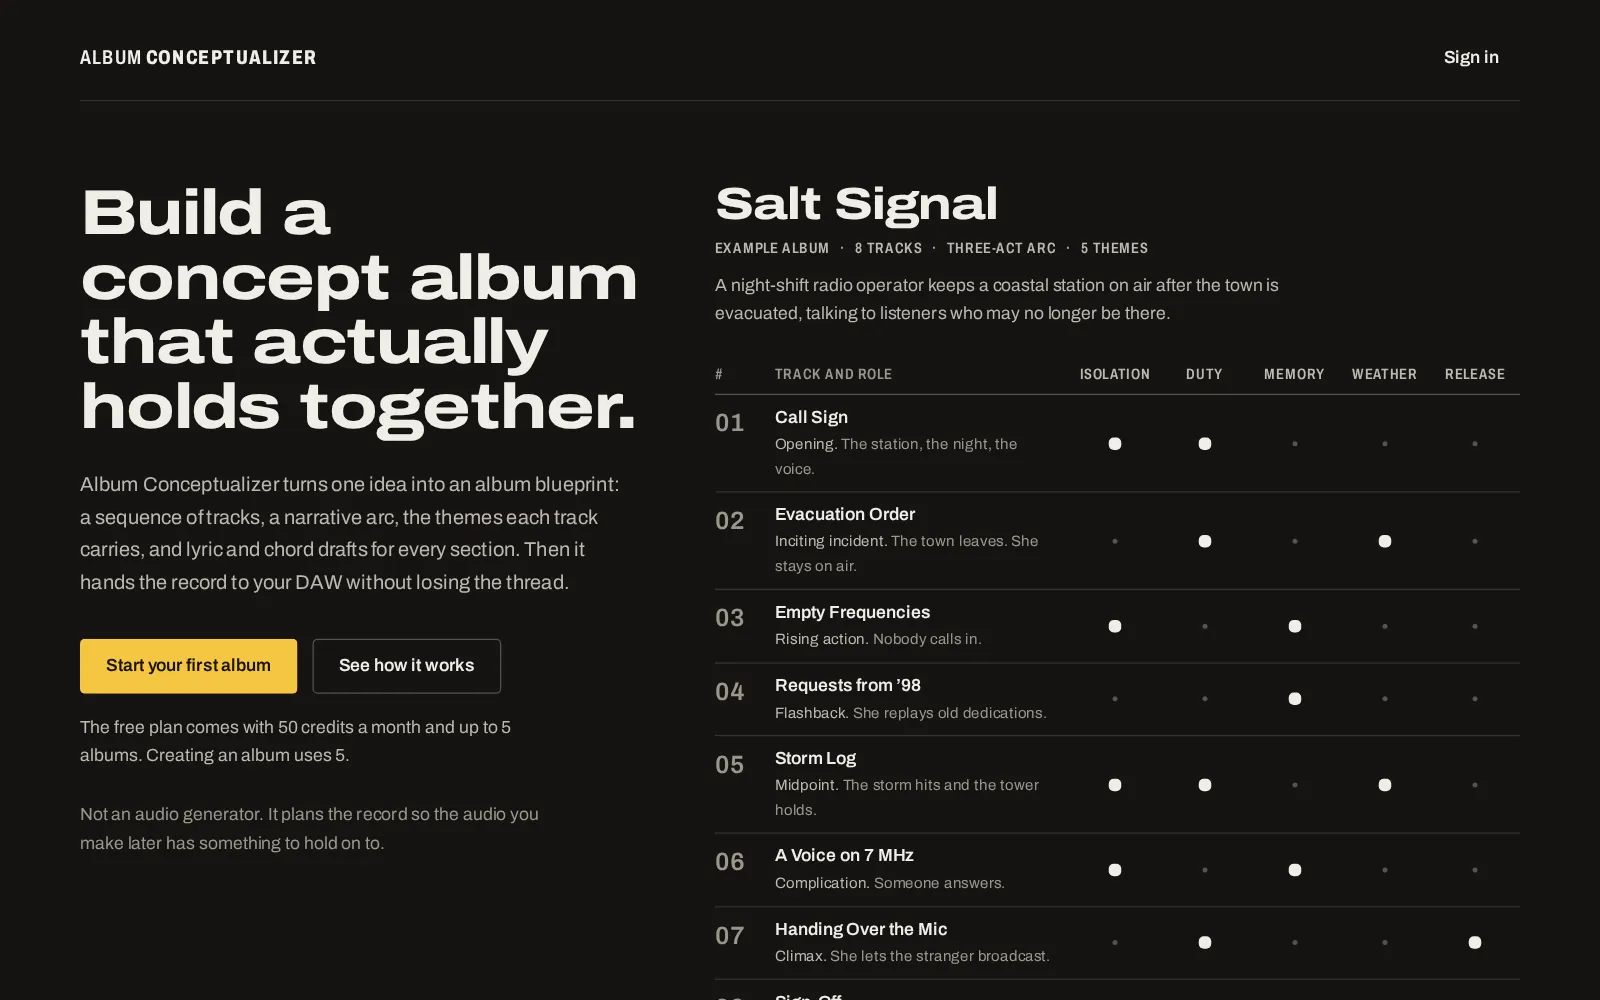 ALBUM CONCEPTUALIZER
Sign in
Build a
concept album
that actually
holds together.
Album Conceptualizer turns one idea into an album blueprint:
a sequence of tracks, a narrative arc, the themes each track
carries, and lyric and chord drafts for every section. Then it
hands the record to your DAW without losing the thread.
Start your first album
See how it works
The free plan comes with 50 credits a month and up to 5
albums. Creating an album uses 5.
Not an audio generator. It plans the record so the audio you
make later has something to hold on to.
Salt Signal
EXAMPLE ALBUM · 8 TRACKS · THREE-ACT ARC · 5 THEMES
A night-shift radio operator keeps a coastal station on air after the town is
evacuated, talking to listeners who may no longer be there.
# TRACK AND ROLE ISOLATION DUTY MEMORY WEATHER RELEASE
01 Call Sign
Opening. The station, the night, the
voice.
02 Evacuation Order
Inciting incident. The town leaves. She
stays on air.
03 Empty Frequencies
Rising action. Nobody calls in.
04 Requests from ’98
Flashback. She replays old dedications.
05 Storm Log
Midpoint. The storm hits and the tower
holds.
06 A Voice on 7 MHz
Complication. Someone answers.
07 Handing Over the Mic
Climax. She lets the stranger broadcast.